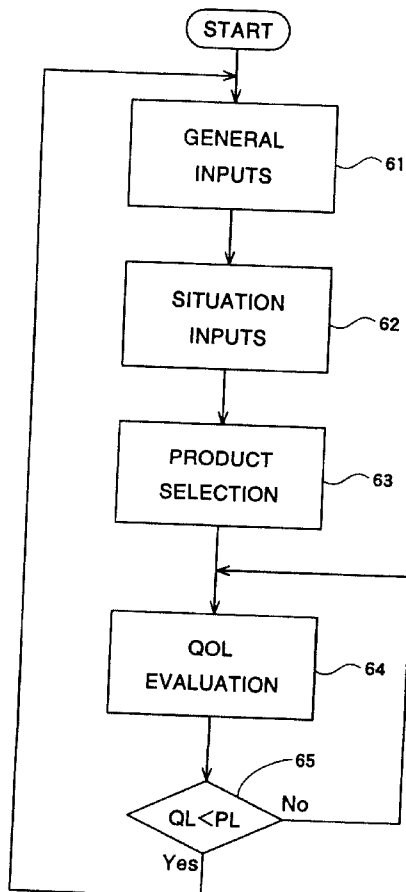 START
GENERAL
INPUTS
61
SITUATION
INPUTS
62
PRODUCT
SELECTION
63
QOL
EVALUATION
64
65
QL<PL
No
Yes